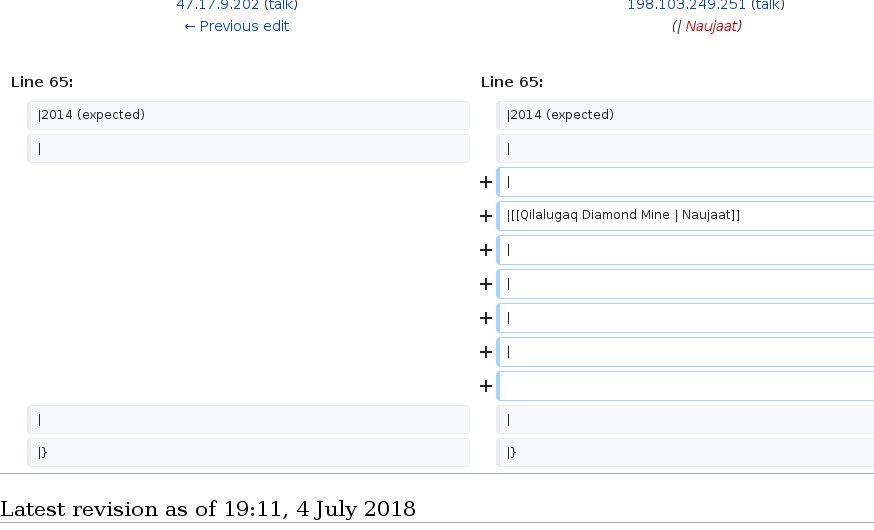 47.17.9.202 (talk)
← Previous edit
198.103.249.251 (talk)
(| Naujaat)
Line 65:
Line 65:
|2014 (expected)
|2014 (expected)
|
|
+ |
+ |[[Qilalugaq Diamond Mine | Naujaat]]
+ |
+ |
+ |
+ |
+
|
|
|}
|}
Latest revision as of 19:11, 4 July 2018